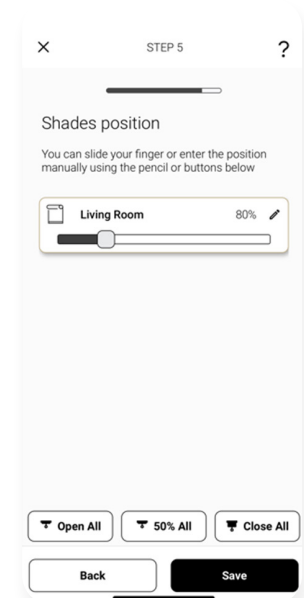 STEP 5
?
Shades position
You can slide your finger or enter the position
manually using the pencil or buttons below
Living Room 80%
Open All 50% All Close All
Back Save